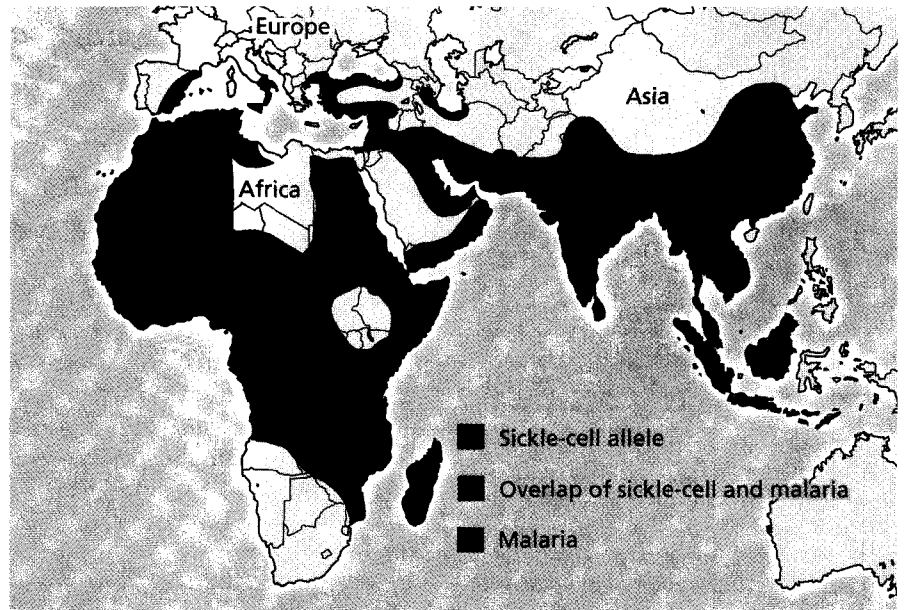 Europe
Asia
Africa
Sickle-cell allele
Overlap of sickle-cell and malaria
Malaria